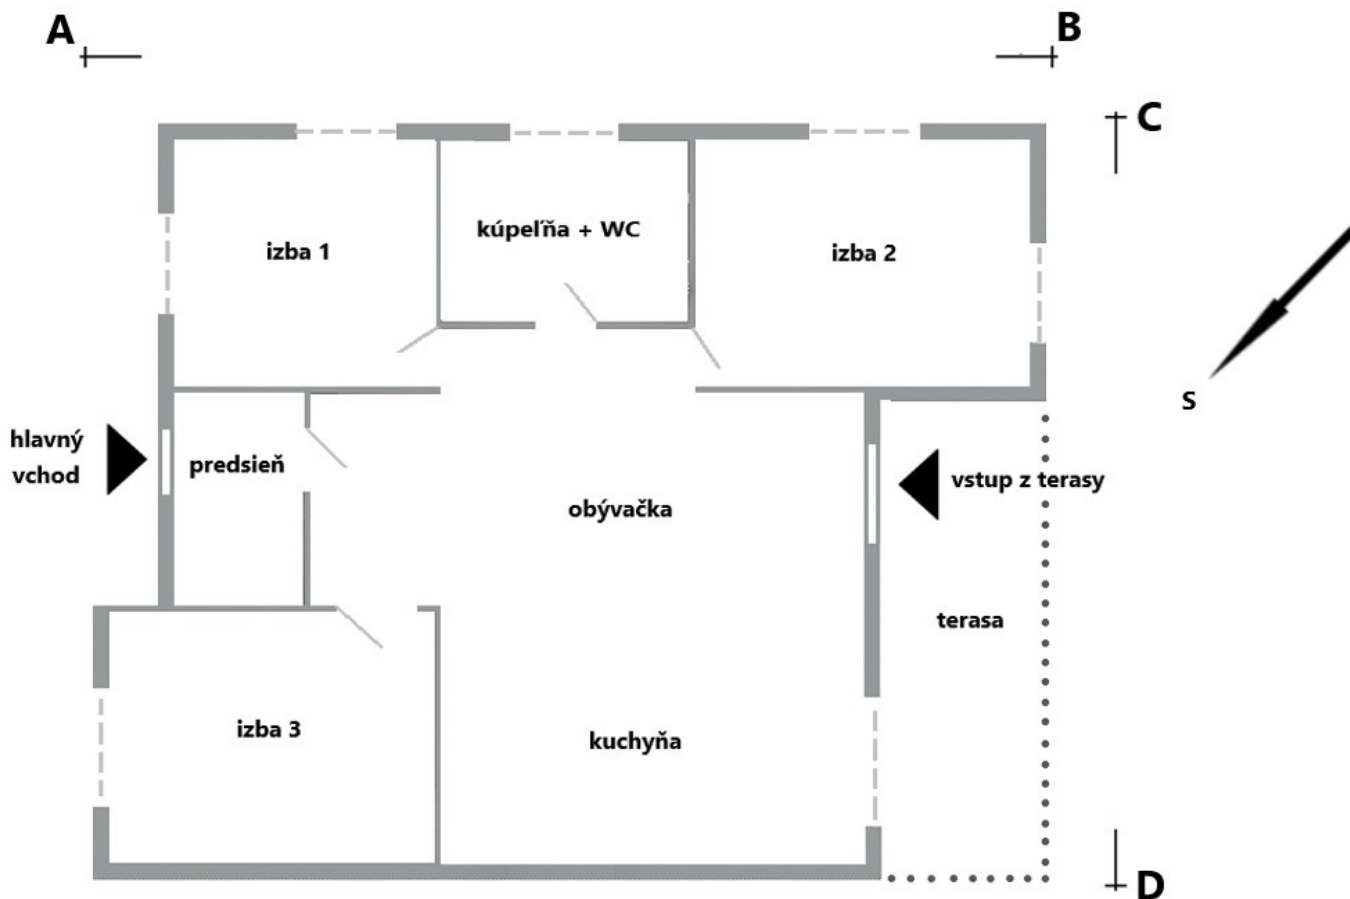 A
B
C
izba 1
kúpeľňa + WC
izba 2
S
hlavný
vchod
predsieň
obývačka
vstup z terasy
terasa
izba 3
kuchyňa
D